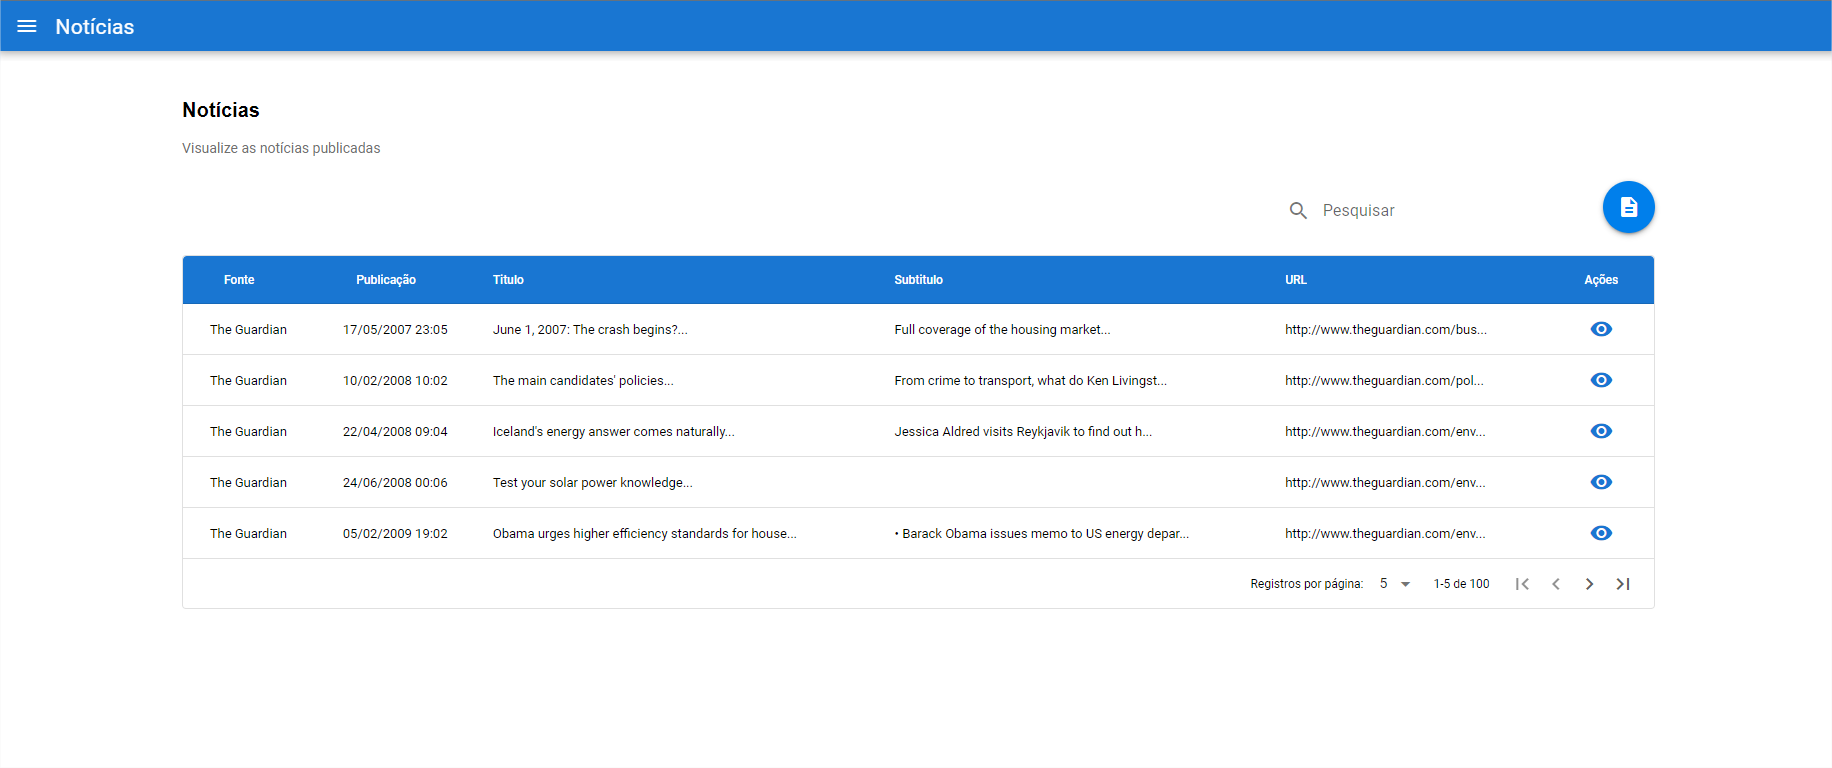 Notícias
Notícias
Visualize as notícias publicadas
Pesquisar
Fonte Publicação Título Subtítulo URL Ações
The Guardian 17/05/2007 23:05 June 1, 2007: The crash begins?... Full coverage of the housing market... http://www.theguardian.com/bus...
The Guardian 10/02/2008 10:02 The main candidates' policies... From crime to transport, what do Ken Livingst... http://www.theguardian.com/pol...
The Guardian 22/04/2008 09:04 Iceland's energy answer comes naturally... Jessica Aldred visits Reykjavik to find out h... http://www.theguardian.com/env...
The Guardian 24/06/2008 00:06 Test your solar power knowledge... http://www.theguardian.com/env...
The Guardian 05/02/2009 19:02 Obama urges higher efficiency standards for house... • Barack Obama issues memo to US energy depar... http://www.theguardian.com/env...
Registros por página: 5 1-5 de 100